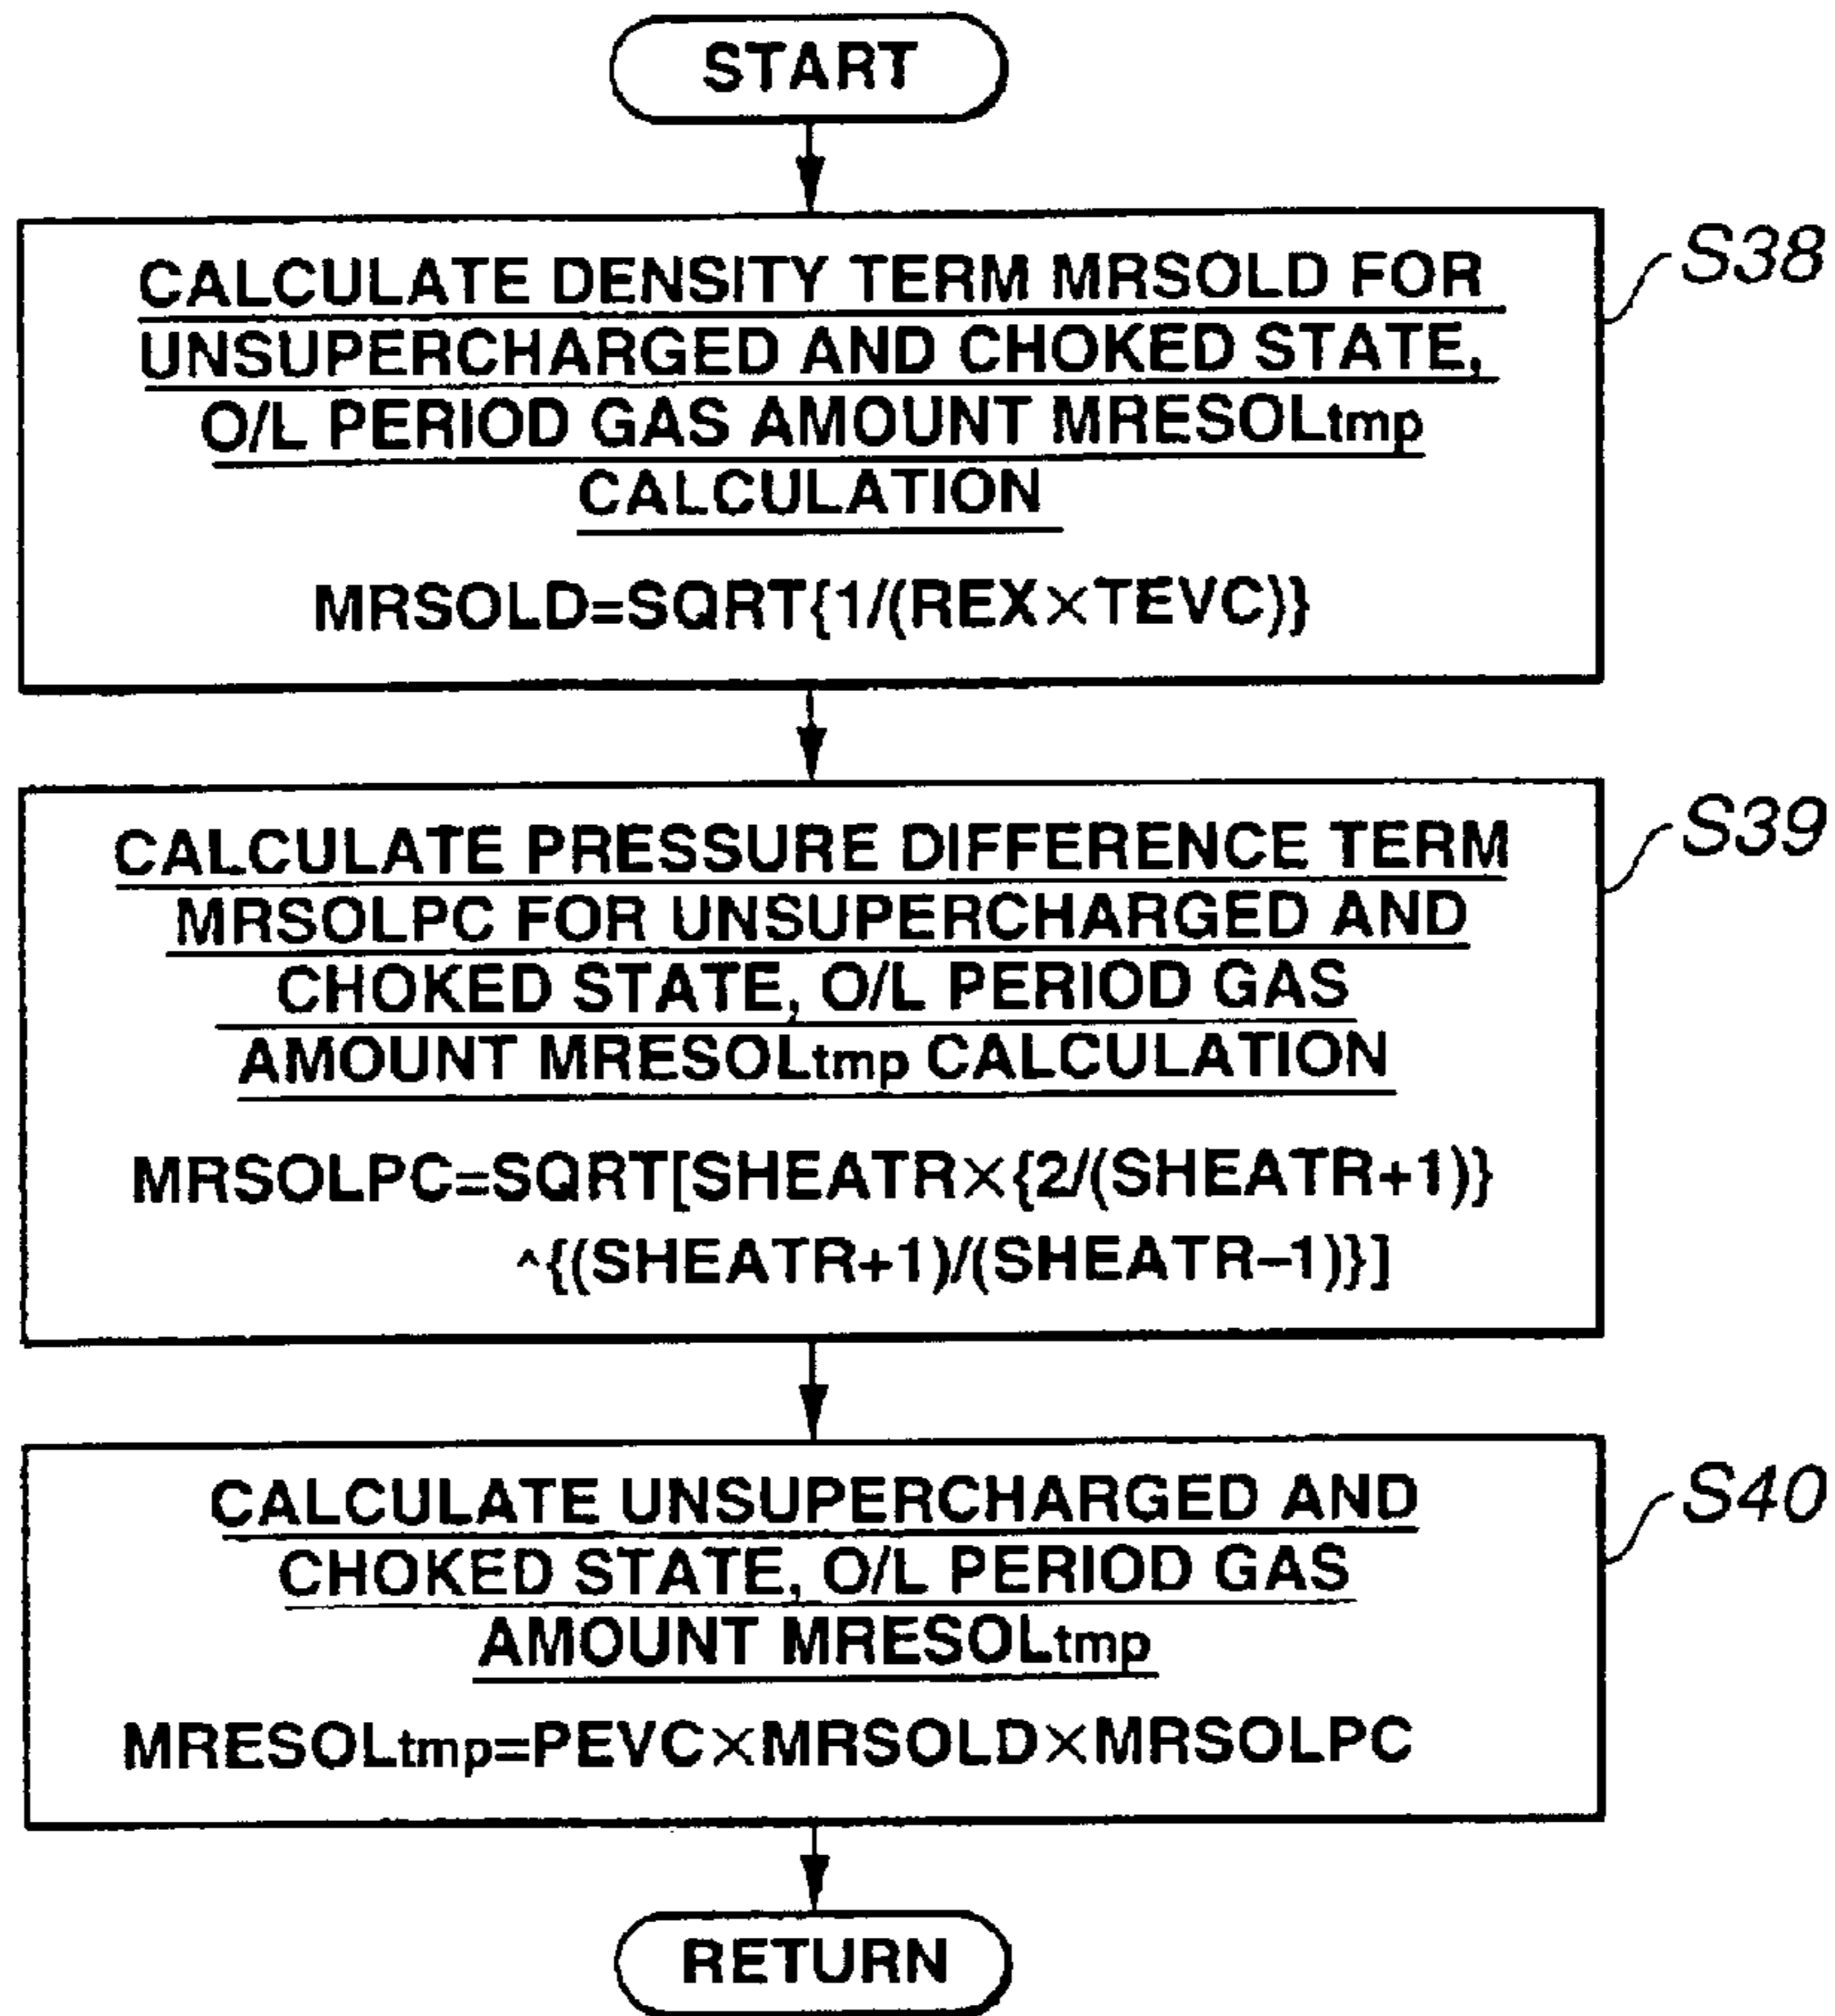 START
CALCULATE DENSITY TERM MRSOLD FOR
UNSUPERCHARGED AND CHOKED STATE,
O/L PERIOD GAS AMOUNT MRESOLtmp
CALCULATION
MRSOLD=SQRT{1/(REX×TEVC)}
S38
CALCULATE PRESSURE DIFFERENCE TERM
MRSOLPC FOR UNSUPERCHARGED AND
CHOKED STATE, O/L PERIOD GAS
AMOUNT MRESOLtmp CALCULATION
MRSOLPC=SQRT[SHEATR×{2/(SHEATR+1)}
^{(SHEATR+1)/(SHEATR–1)}]
S39
CALCULATE UNSUPERCHARGED AND
CHOKED STATE, O/L PERIOD GAS
AMOUNT MRESOLtmp
MRESOLtmp=PEVC×MRSOLD×MRSOLPC
S40
RETURN